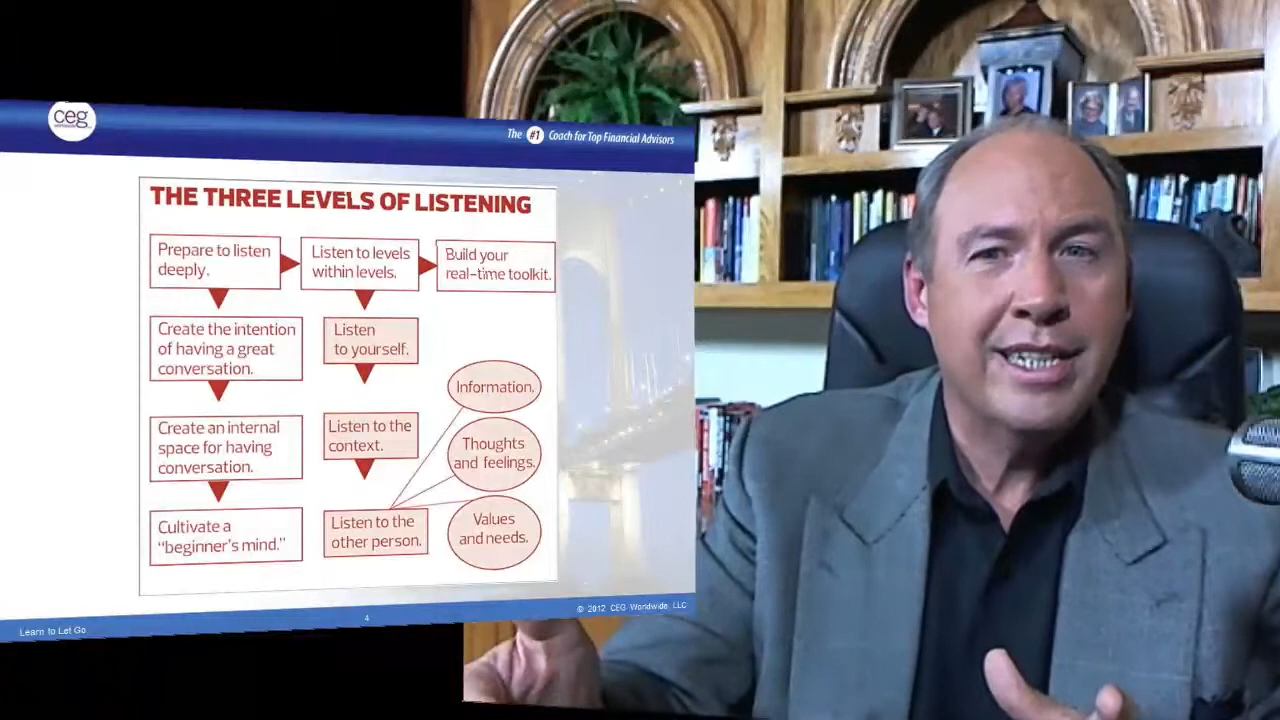 ceg
The #1 Coach for Top Financial Advisors
THE THREE LEVELS OF LISTENING
Prepare to listen
deeply.
Listen to levels
within levels.
Build your
real-time toolkit.
Create the intention
of having a great
conversation.
Listen
to yourself.
Information.
Create an internal
space for having
conversation.
Listen to the
context.
Thoughts
and feelings.
Cultivate a
"beginner's mind."
Listen to the
other person.
Values
and needs.
Learn to Let Go
4
© 2012 CEG Worldwide LLC